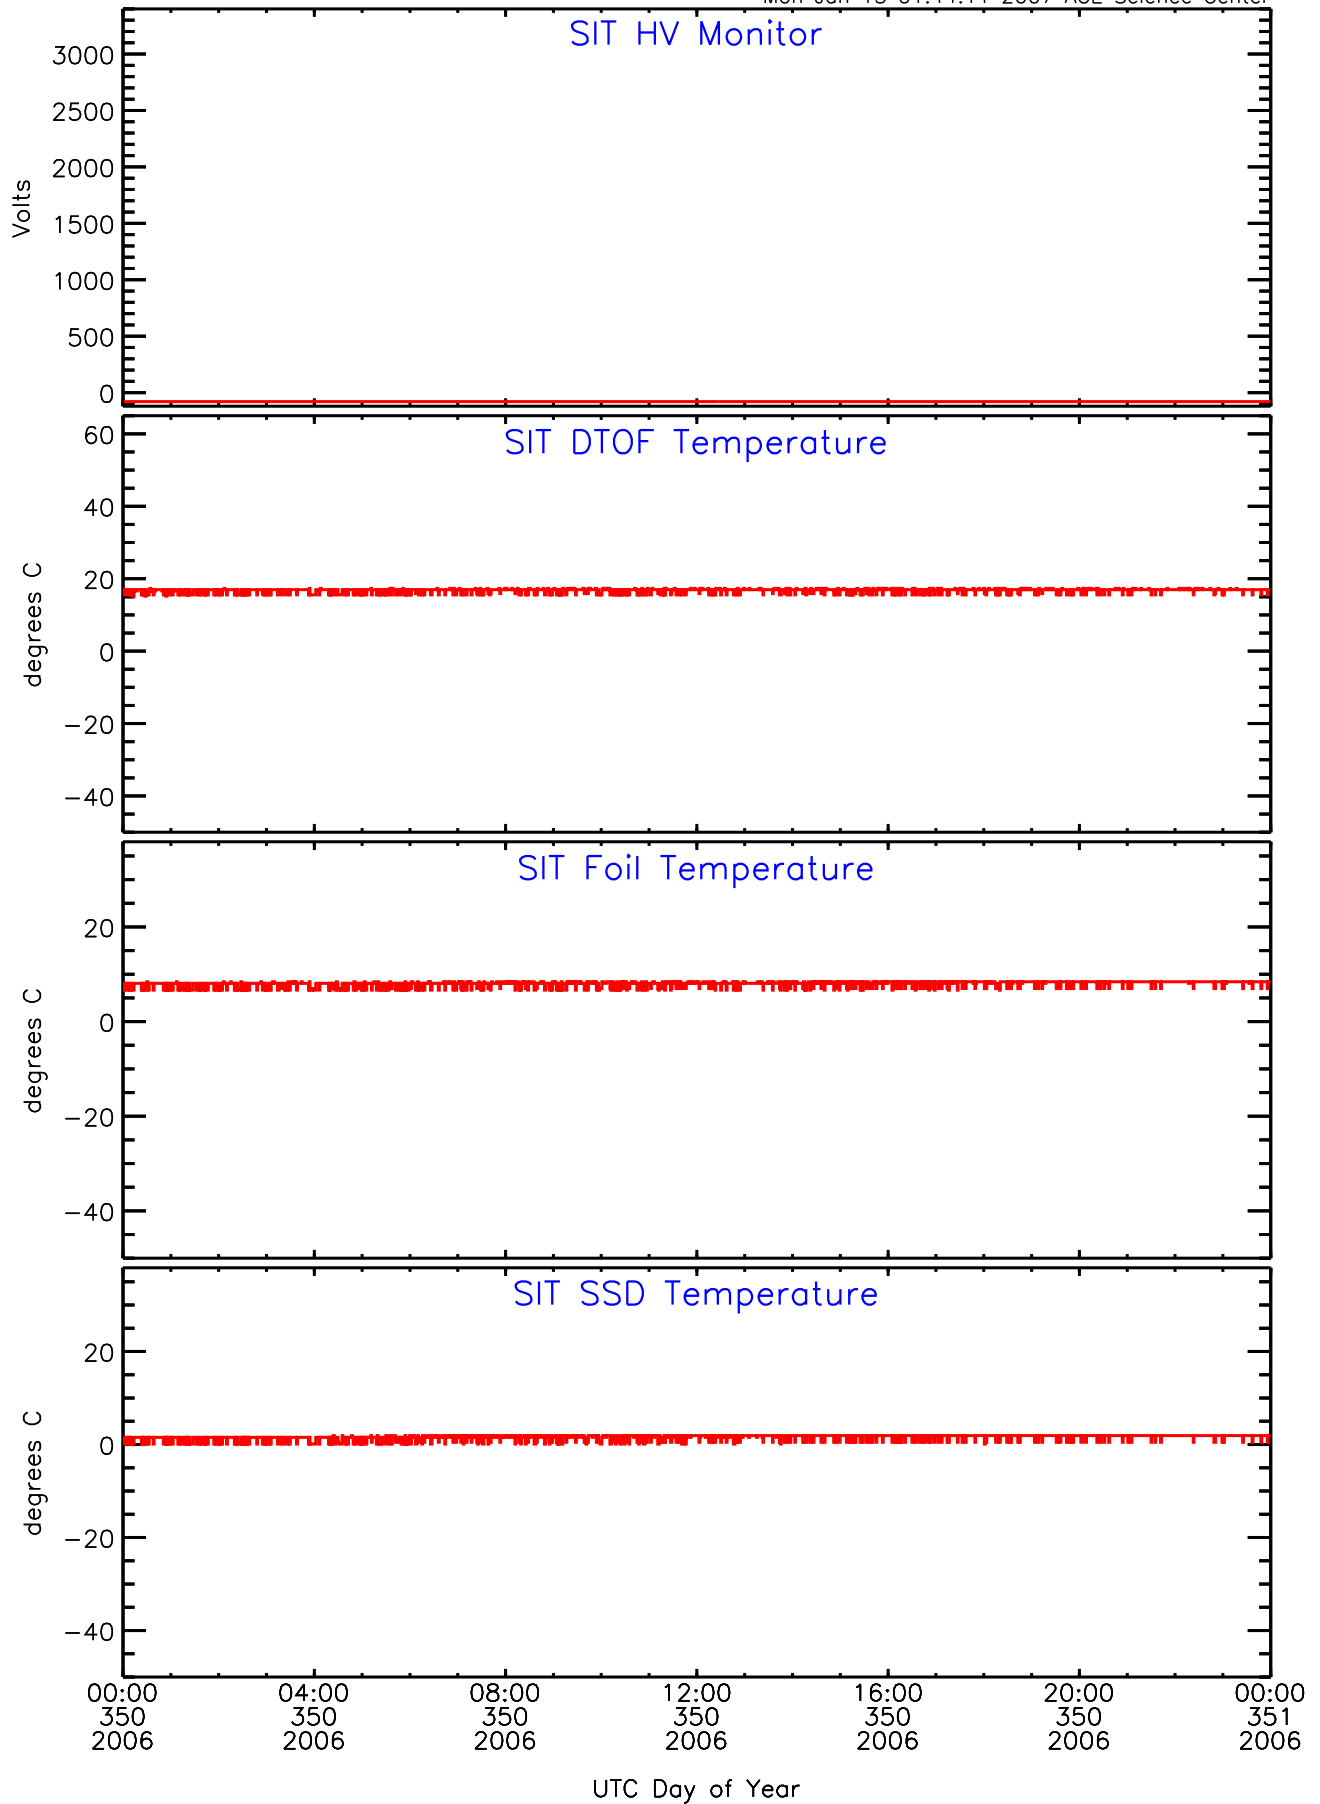 SIT HV Monitor
3000
2500
2000
1500
1000
500
0
Volts
SIT DTOF Temperature
60
40
20
0
−20
−40
degrees C
SIT Foil Temperature
20
0
−20
−40
degrees C
SIT SSD Temperature
20
0
−20
−40
degrees C
00:00 04:00 08:00 12:00 16:00 20:00 00:00
350 350 350 350 350 350 351
2006 2006 2006 2006 2006 2006 2006
UTC Day of Year